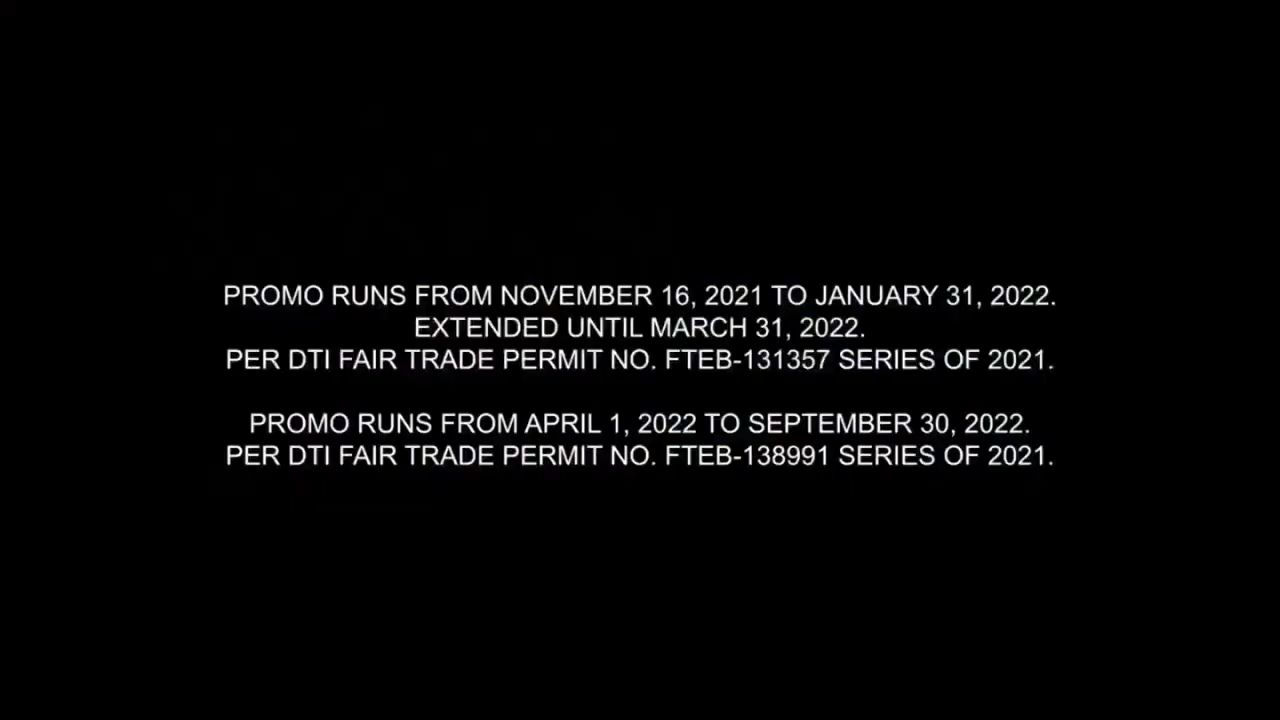 PROMO RUNS FROM NOVEMBER 16, 2021 TO JANUARY 31, 2022.
EXTENDED UNTIL MARCH 31, 2022.
PER DTI FAIR TRADE PERMIT NO. FTEB-131357 SERIES OF 2021.
PROMO RUNS FROM APRIL 1, 2022 TO SEPTEMBER 30, 2022.
PER DTI FAIR TRADE PERMIT NO. FTEB-138991 SERIES OF 2021.